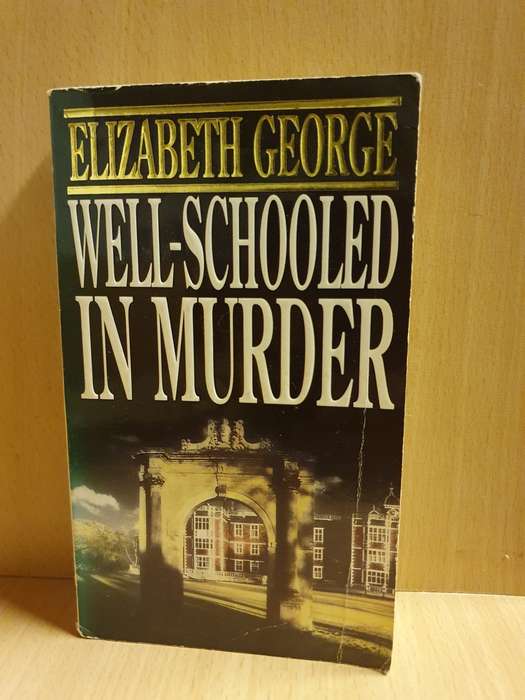 ELIZABETH GEORGE
WELL-SCHOOLED
IN MURDER